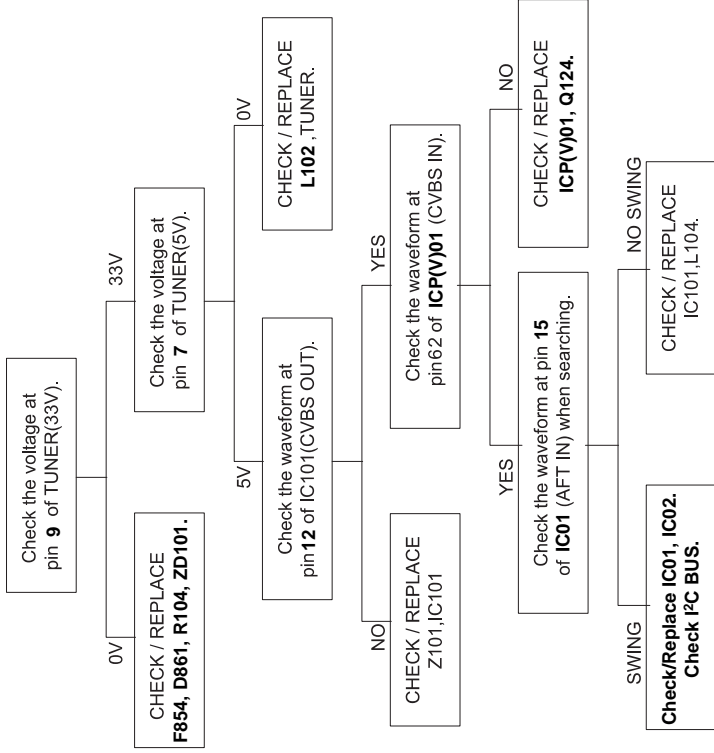 Check the voltage at
pin 9 of TUNER(33V).
0V
33V
CHECK / REPLACE
F854, D861, R104, ZD101.
Check the voltage at
pin 7 of TUNER(5V).
5V
0V
Check the waveform at
pin12 of IC101(CVBS OUT).
CHECK / REPLACE
L102 ,TUNER.
NO
YES
CHECK / REPLACE
Z101,IC101
Check the waveform at
pin62 of ICP(V)01 (CVBS IN).
YES
NO
Check the waveform at pin 15
of IC01 (AFT IN) when searching.
CHECK / REPLACE
ICP(V)01, Q124.
SWING
NO SWING
Check/Replace IC01, IC02.
Check I²C BUS.
CHECK / REPLACE
IC101,L104.